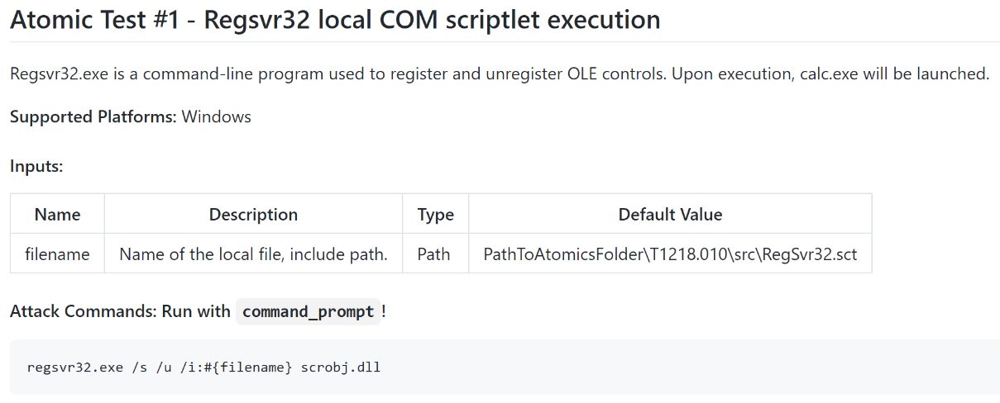 Atomic Test #1 - Regsvr32 local COM scriptlet execution
Regsvr32.exe is a command-line program used to register and unregister OLE controls. Upon execution, calc.exe will be launched.
Supported Platforms: Windows
Inputs:
Name Description Type Default Value
filename Name of the local file, include path. Path PathToAtomicsFolder\T1218.010\src\RegSvr32.sct
Attack Commands: Run with command_prompt!
regsvr32.exe /s /u /i:#{filename} scrobj.dll